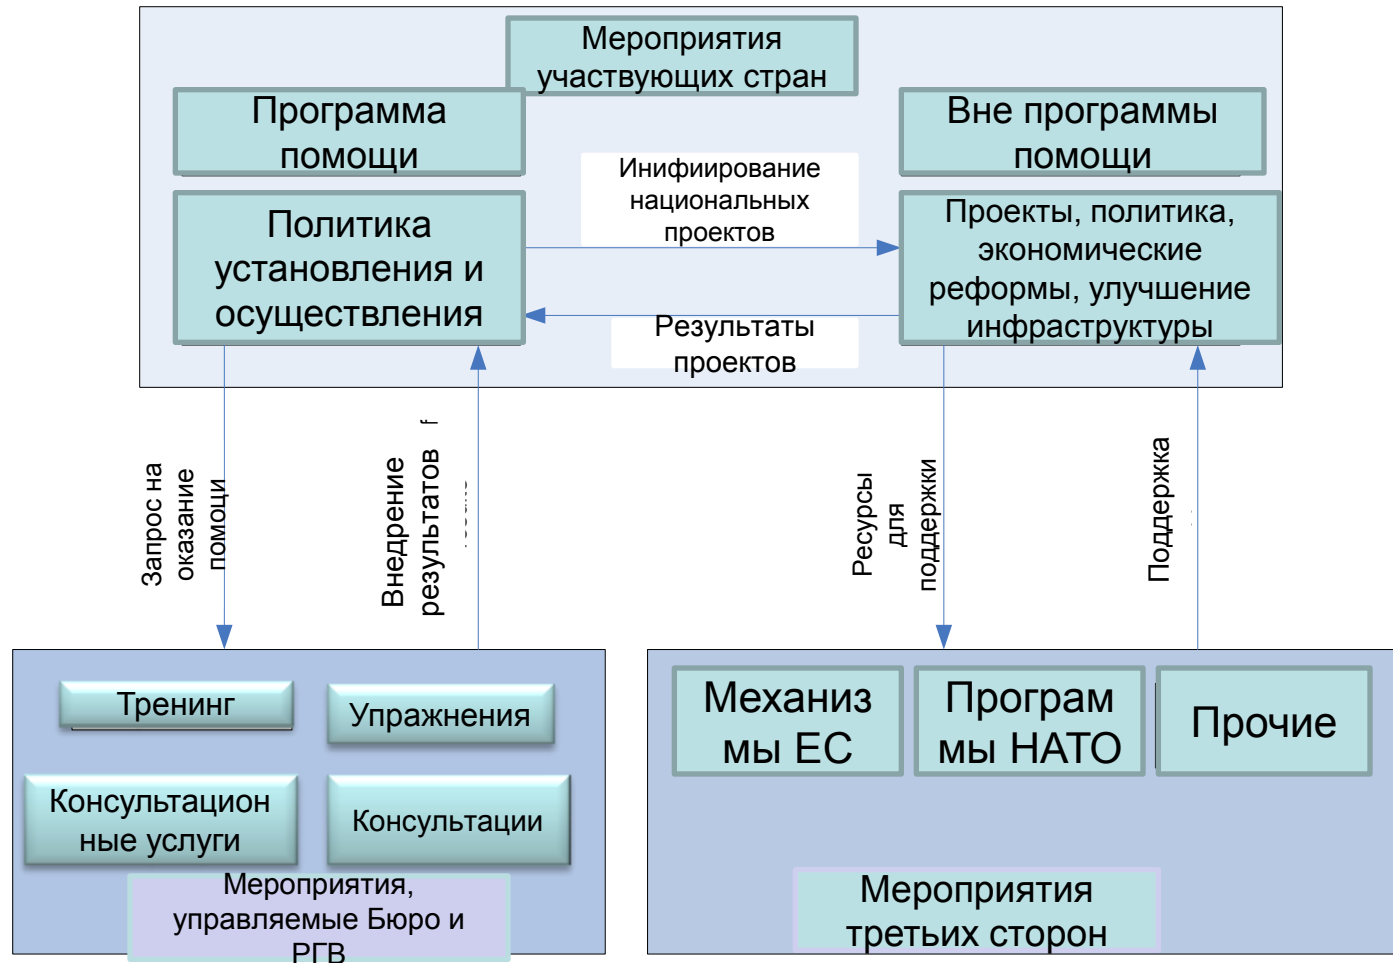 Мероприятия
участвующих стран
Программа
помощи
Вне программы
помощи
Инифиирование
национальных
проектов
Политика
установления и
осуществления
Проекты, политика,
экономические
реформы, улучшение
инфраструктуры
Результаты
проектов
Запрос на
оказание
помощи
Внедрение
результатов
Ресурсы
для
поддержки
Поддержка
Тренинг
Упражнения
Консультацион
ные услуги
Консультации
Мероприятия,
управляемые Бюро и
РГВ
Механиз
мы ЕС
Програм
мы НАТО
Прочие
Мероприятия
третьих сторон